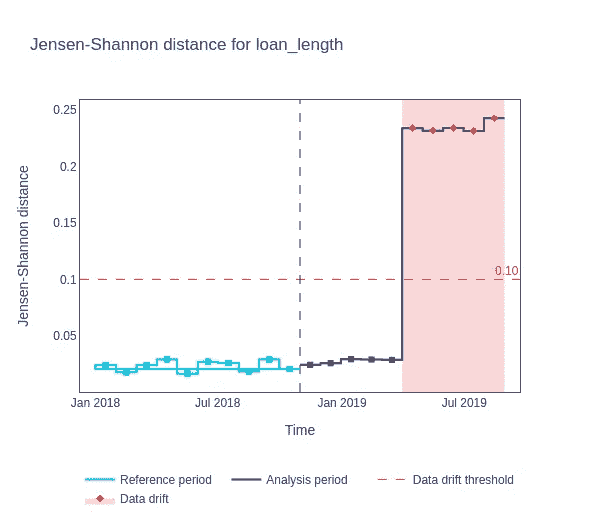 Jensen-Shannon distance for loan_length
0.25
0.2
0.15
0.1
0.05
Jensen-Shannon distance
0.10
Jan 2018 Jul 2018 Jan 2019 Jul 2019
Time
Reference period Analysis period Data drift threshold
Data drift